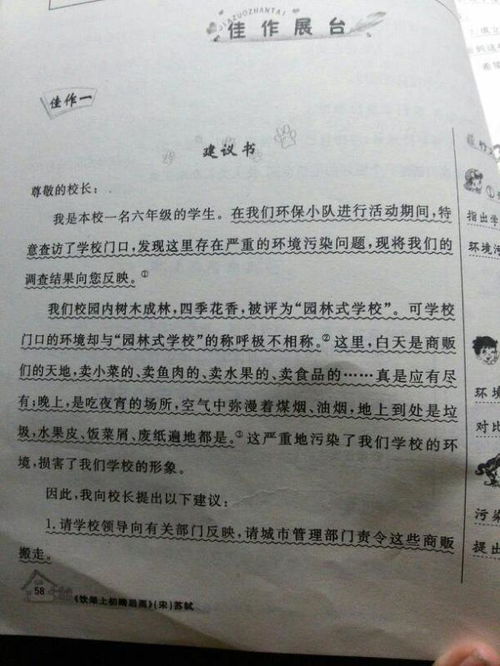 JIAZUOZHANTAI
佳作展台
佳作一
建议书
尊敬的校长：
我是本校一名六年级的学生。在我们环保小队进行活动期间，特
意查访了学校门口，发现这里存在严重的环境污染问题，现将我们的
调查结果向您反映。①
我们校园内树木成林，四季花香，被评为“园林式学校”。可学校
门口的环境却与“园林式学校”的称呼极不相称。②这里，白天是商贩
们的天地，卖小菜的、卖鱼肉的、卖水果的、卖食品的……真是应有尽
有；晚上，是吃夜宵的场所，空气中弥漫着煤烟、油烟，地上到处是垃
圾，水果皮、饭菜屑、废纸遍地都是。③这严重地污染了我们学校的环
境，损害了我们学校的形象。
因此，我向校长提出以下建议：
1.请学校领导向有关部门反映，请城市管理部门责令这些商贩
搬走。
58
《饮湖上初晴后雨》(宋)苏轼
①
指出学
环境污
环境
对比
污染
提出